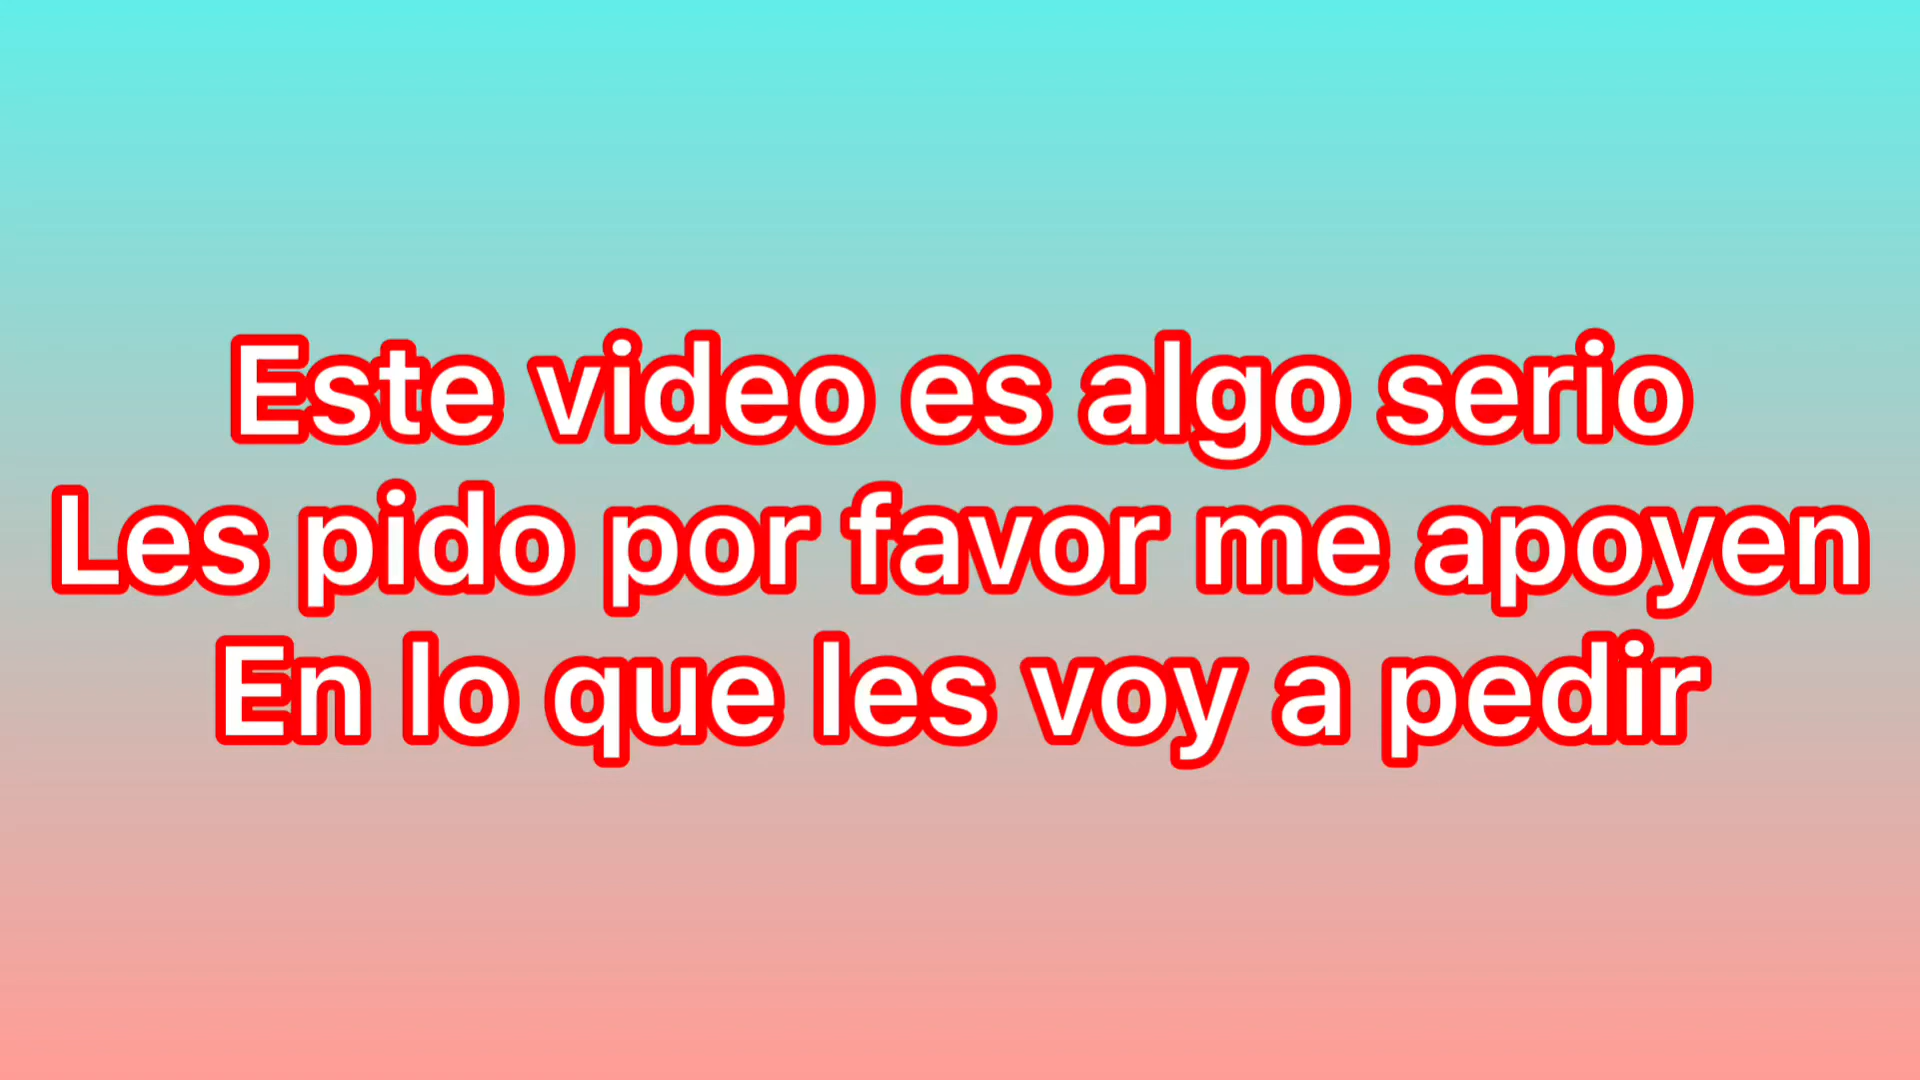 Este video es algo serio
Les pido por favor me apoyen
En lo que les voy a pedir